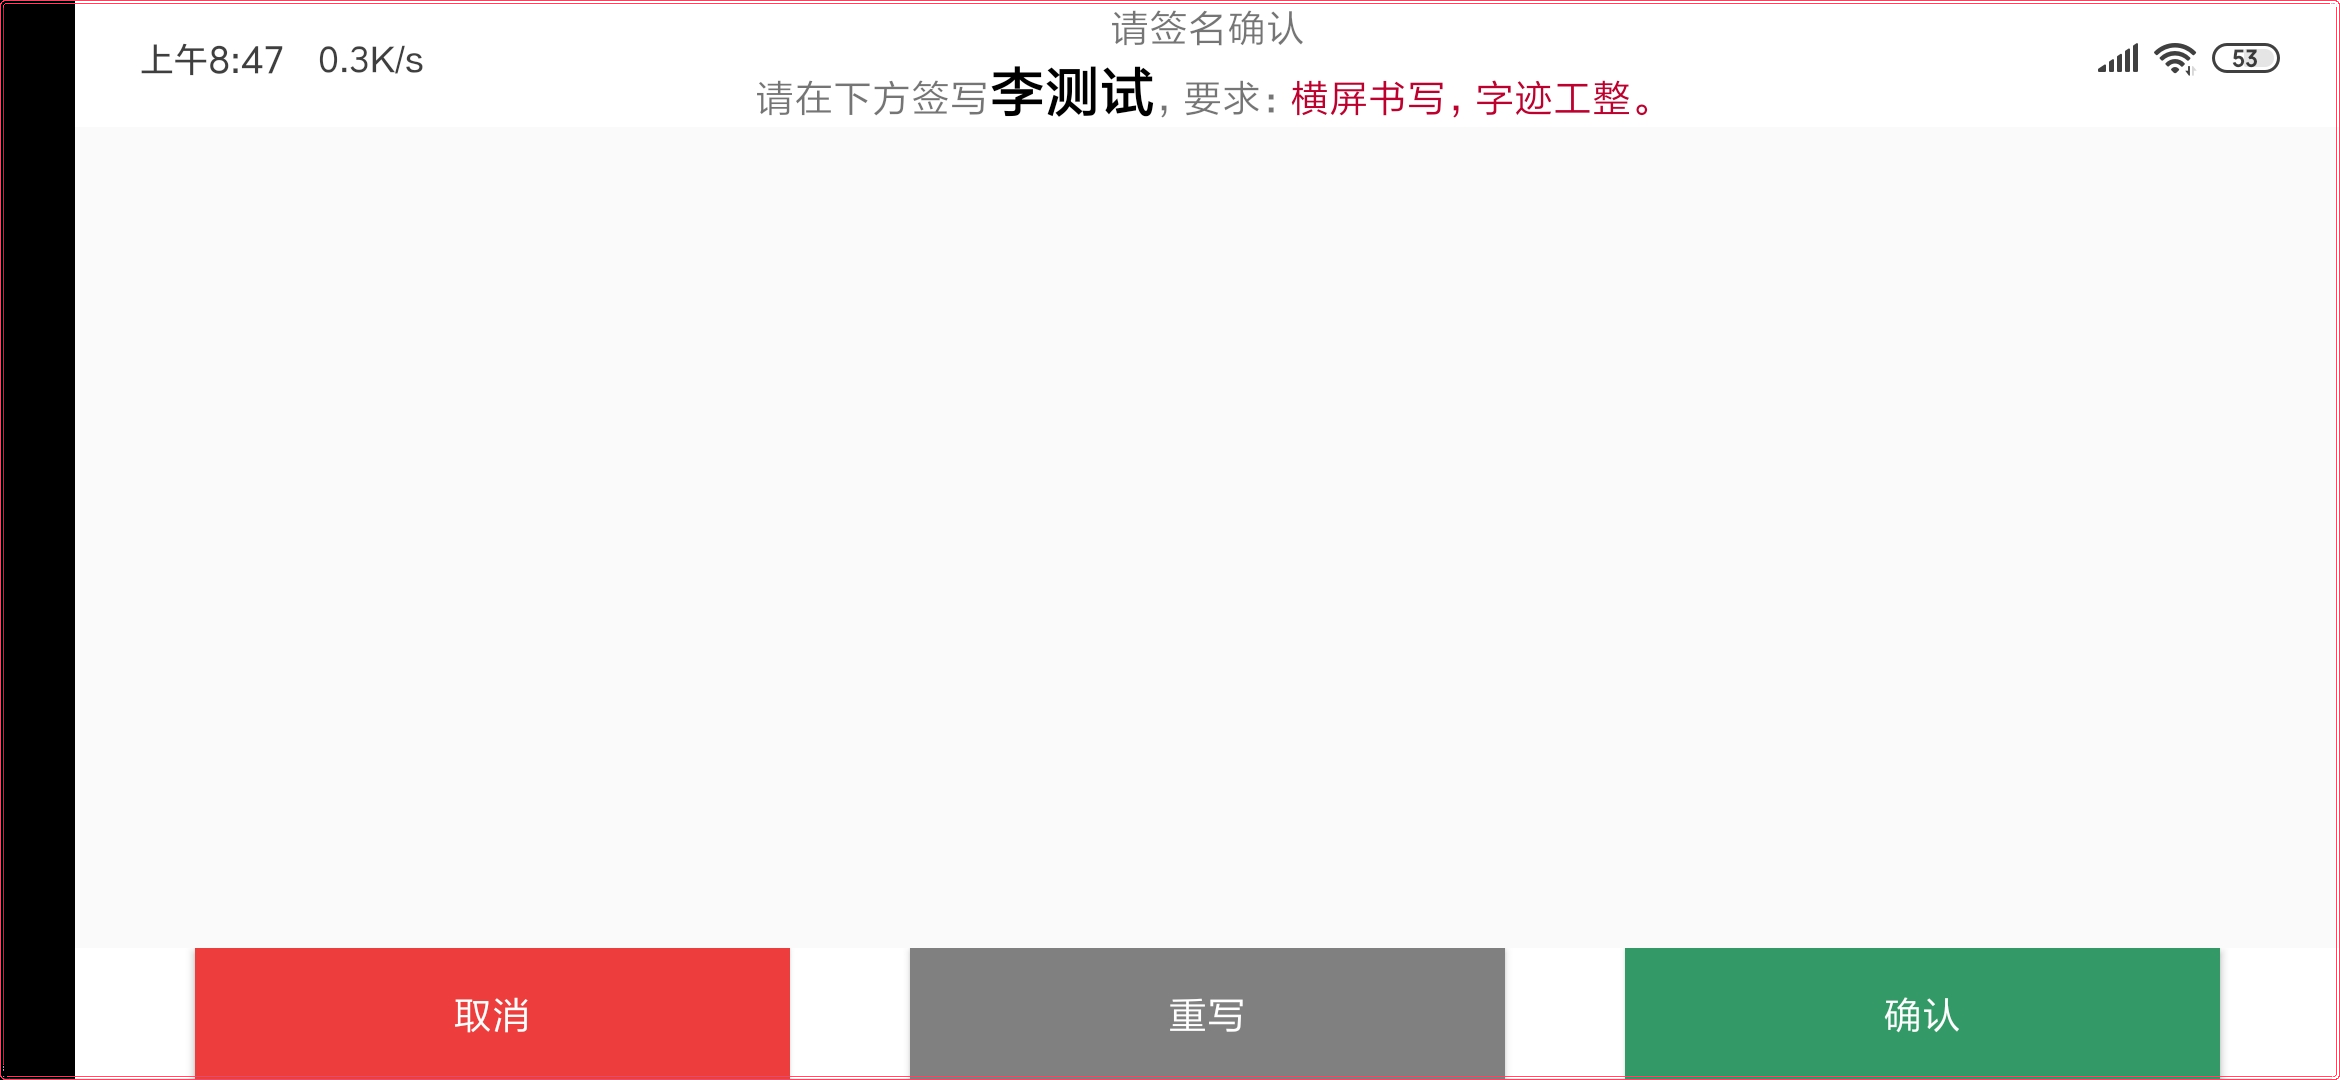 请签名确认
上午8:47 0.3K/s
53
请在下方签写李测试，要求：横屏书写，字迹工整。
取消
重写
确认